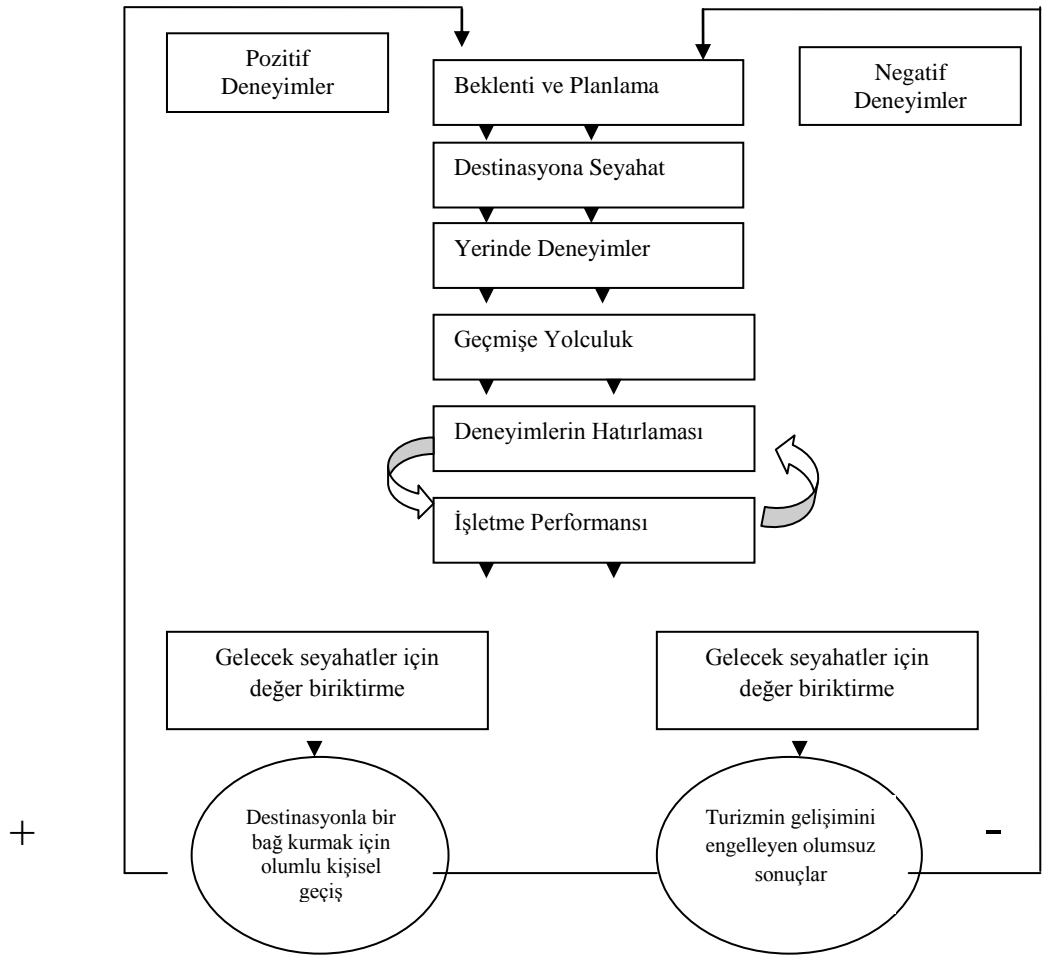 Pozitif
Deneyimler
Negatif
Deneyimler
Beklenti ve Planlama
Destinasyona Seyahat
Yerinde Deneyimler
Geçmişe Yolculuk
Deneyimlerin Hatırlaması
İşletme Performansı
Gelecek seyahatler için
değer biriktirme
Gelecek seyahatler için
değer biriktirme
+
Destinasyonla bir
bağ kurmak için
olumlu kişisel
geçiş
Turizmin gelişimini
engelleyen olumsuz
sonuçlar
-